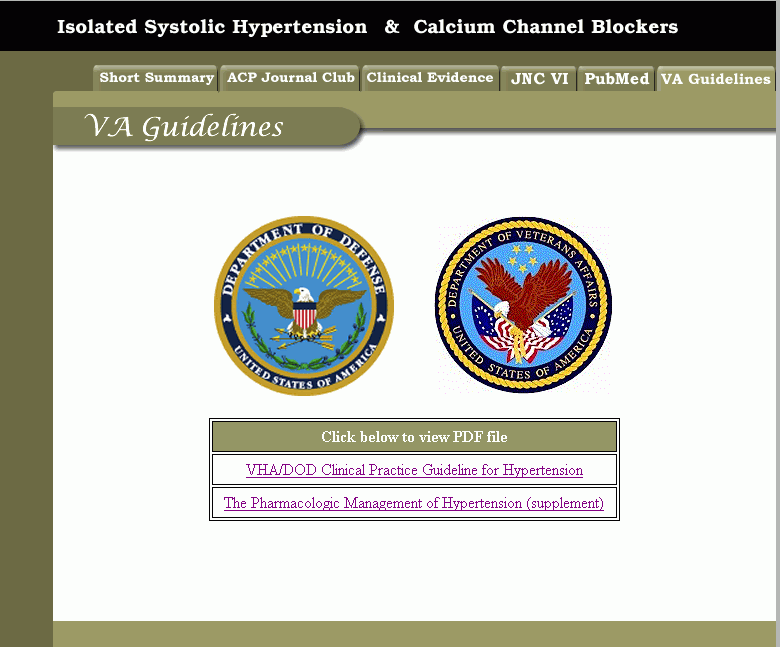 Isolated Systolic Hypertension & Calcium Channel Blockers
Short Summary ACP Journal Club Clinical Evidence JNC VI PubMed VA Guidelines
VA Guidelines
DEPARTMENT OF DEFENSE
UNITED STATES OF AMERICA
DEPARTMENT OF VETERANS AFFAIRS
UNITED STATES OF AMERICA
Click below to view PDF file
VHA/DOD Clinical Practice Guideline for Hypertension
The Pharmacologic Management of Hypertension (supplement)